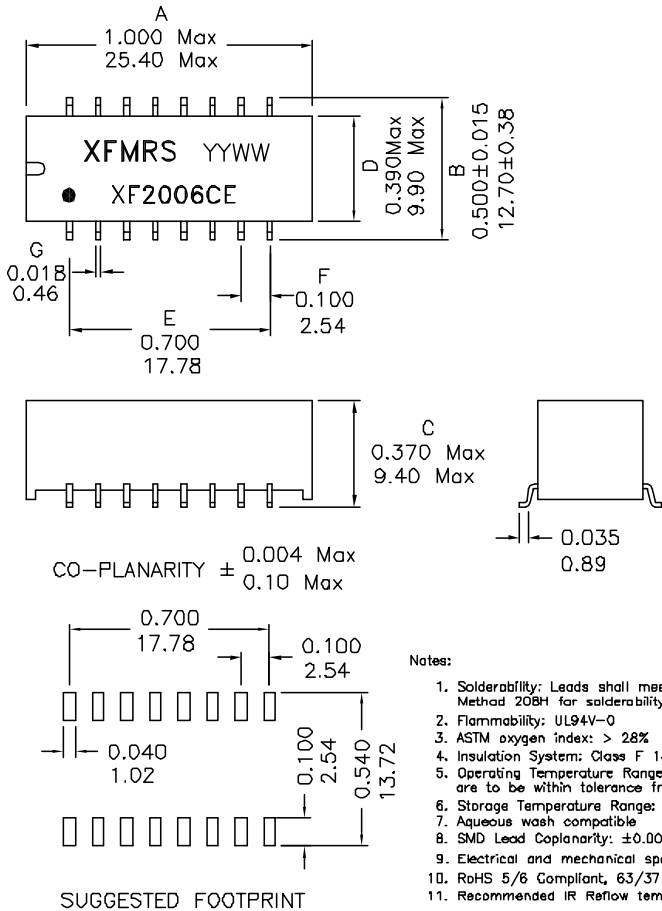 A
1.000 Max
25.40 Max
XFMRS YYWW
XF2006CE
D
0.390Max
9.90 Max
B
0.500±0.015
12.70±0.38
G
0.018
0.46
F
0.100
2.54
E
0.700
17.78
C
0.370 Max
9.40 Max
0.035
0.89
CO-PLANARITY ± 0.004 Max
0.10 Max
0.700
17.78
0.100
2.54
0.040
1.02
0.100
2.54
0.540
13.72
SUGGESTED FOOTPRINT
Notes:
1. Solderability: Leads shall mee
Method 208H for solderability
2. Flammability: UL94V-0
3. ASTM oxygen index: > 28%
4. Insulation System: Class F 1
5. Operating Temperature Range
are to be within tolerance fr
6. Storage Temperature Range:
7. Aqueous wash compatible
8. SMD Lead Coplanarity: ±0.00
9. Electrical and mechanical spe
10. RoHS 5/6 Compliant, 63/37
11. Recommended IR Reflow tem